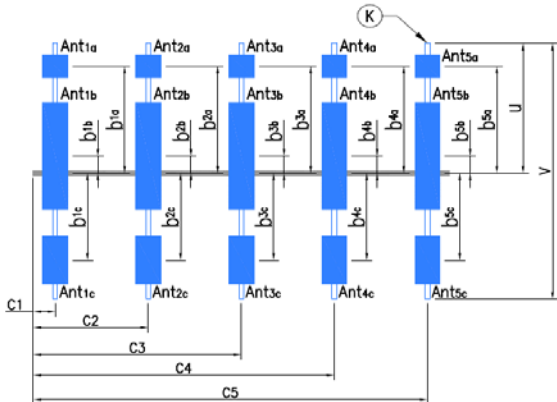 K
Ant1a Ant2a Ant3a Ant4a Ant5a
Ant1b Ant2b Ant3b Ant4b Ant5b
b1b b1a b2b b2a b3b b3a b4b b4a b5b b5a u v
b1c b2c b3c b4c b5c
Ant1c Ant2c Ant3c Ant4c Ant5c
C1
C2
C3
C4
C5